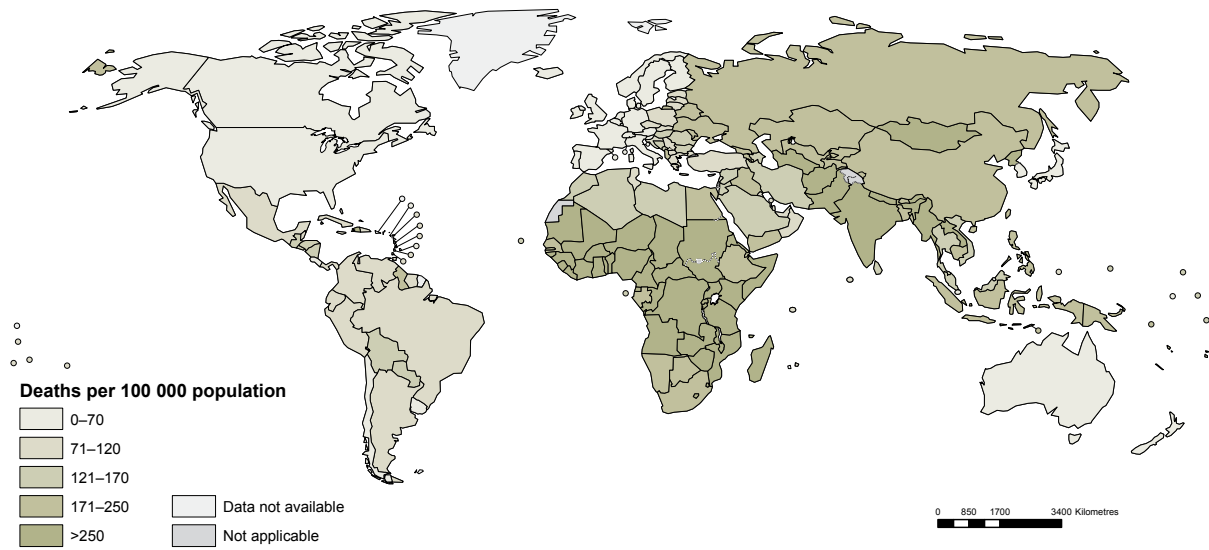 Deaths per 100 000 population
0–70
71–120
121–170
171–250
>250
Data not available
Not applicable
0 850 1700 3400 Kilometres